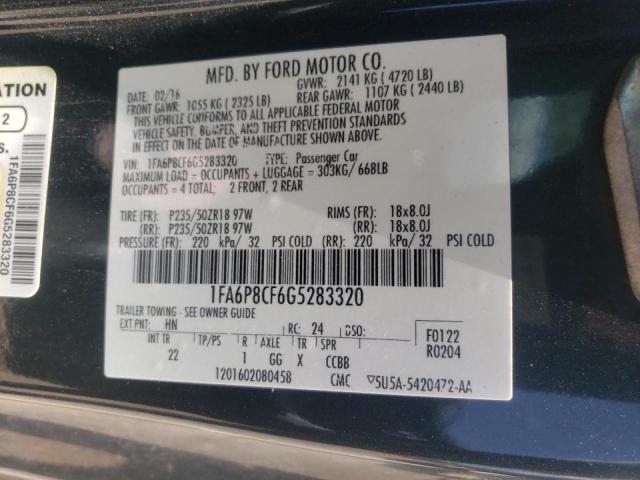 ATION
2
S.
1FA6P8CF6G5283320
MFD. BY FORD MOTOR CO.
DATE: 02/16 GVWR: 2141 KG (4720 LB)
FRONT GAWR: 1055 KG (2325 LB) REAR GAWR: 1107 KG (2440 LB)
THIS VEHICLE CONFORMS TO ALL APPLICABLE FEDERAL MOTOR
VEHICLE SAFETY, BUMPER, AND THEFT PREVENTION STANDARDS
IN EFFECT ON THE DATE OF MANUFACTURE SHOWN ABOVE.
VIN: 1FA6P8CF6G5283320 TYPE: Passenger Car
MAXIMUM LOAD = OCCUPANTS + LUGGAGE = 303KG/ 668LB
OCCUPANTS = 4 TOTAL: 2 FRONT, 2 REAR
TIRE (FR): P235/50ZR18 97W RIMS (FR): 18x8.0J
(RR): P235/50ZR18 97W (RR): 18x8.0J
PRESSURE (FR): 220 kPa/ 32 PSI COLD (RR): 220 kPa/ 32 PSI COLD
1FA6P8CF6G5283320
TRAILER TOWING - SEE OWNER GUIDE
EXT PNT: HN RC: 24 DSO:
INT TR TP/PS R AXLE TR SPR
22 1 GG X CCBB
F0122
R0204
1201602080458 CMC ▽5U5A-5420472-AA